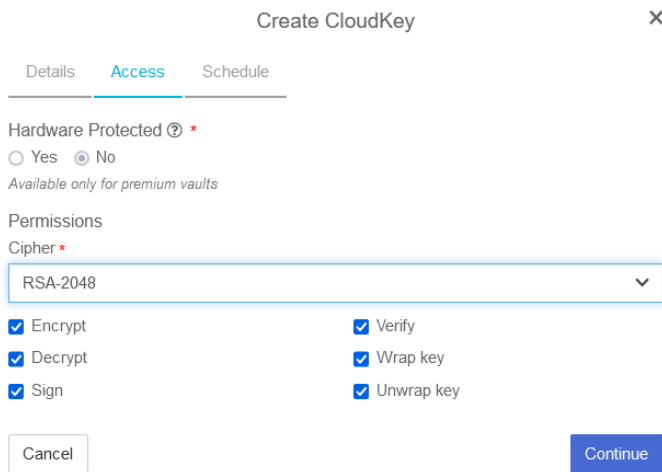 Create CloudKey ×
Details Access Schedule
Hardware Protected ? *
Yes No
Available only for premium vaults
Permissions
Cipher *
RSA-2048
Encrypt Verify
Decrypt Wrap key
Sign Unwrap key
Cancel Continue